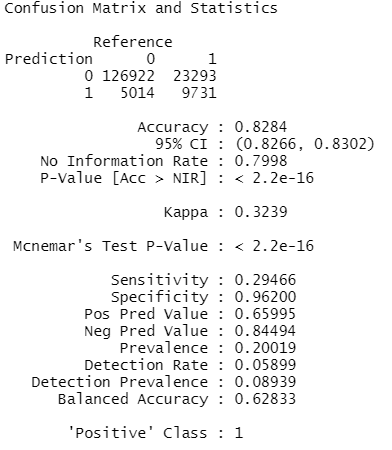 Confusion Matrix and Statistics
Reference
Prediction 0 1
0 126922 23293
1 5014 9731
Accuracy : 0.8284
95% CI : (0.8266, 0.8302)
No Information Rate : 0.7998
P-Value [Acc > NIR] : < 2.2e-16
Kappa : 0.3239
Mcnemar's Test P-Value : < 2.2e-16
Sensitivity : 0.29466
Specificity : 0.96200
Pos Pred Value : 0.65995
Neg Pred Value : 0.84494
Prevalence : 0.20019
Detection Rate : 0.05899
Detection Prevalence : 0.08939
Balanced Accuracy : 0.62833
'Positive' Class : 1